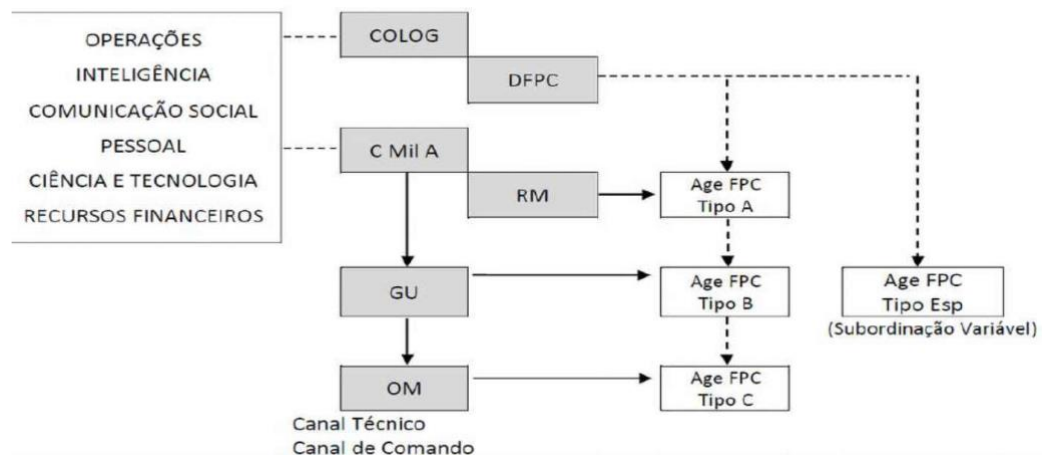 OPERAÇÕES
INTELIGÊNCIA
COMUNICAÇÃO SOCIAL
PESSOAL
CIÊNCIA E TECNOLOGIA
RECURSOS FINANCEIROS
COLOG
DFPC
C Mil A
RM
Age FPC
Tipo A
GU
Age FPC
Tipo B
Age FPC
Tipo Esp
(Subordinação Variável)
OM
Age FPC
Tipo C
Canal Técnico
Canal de Comando